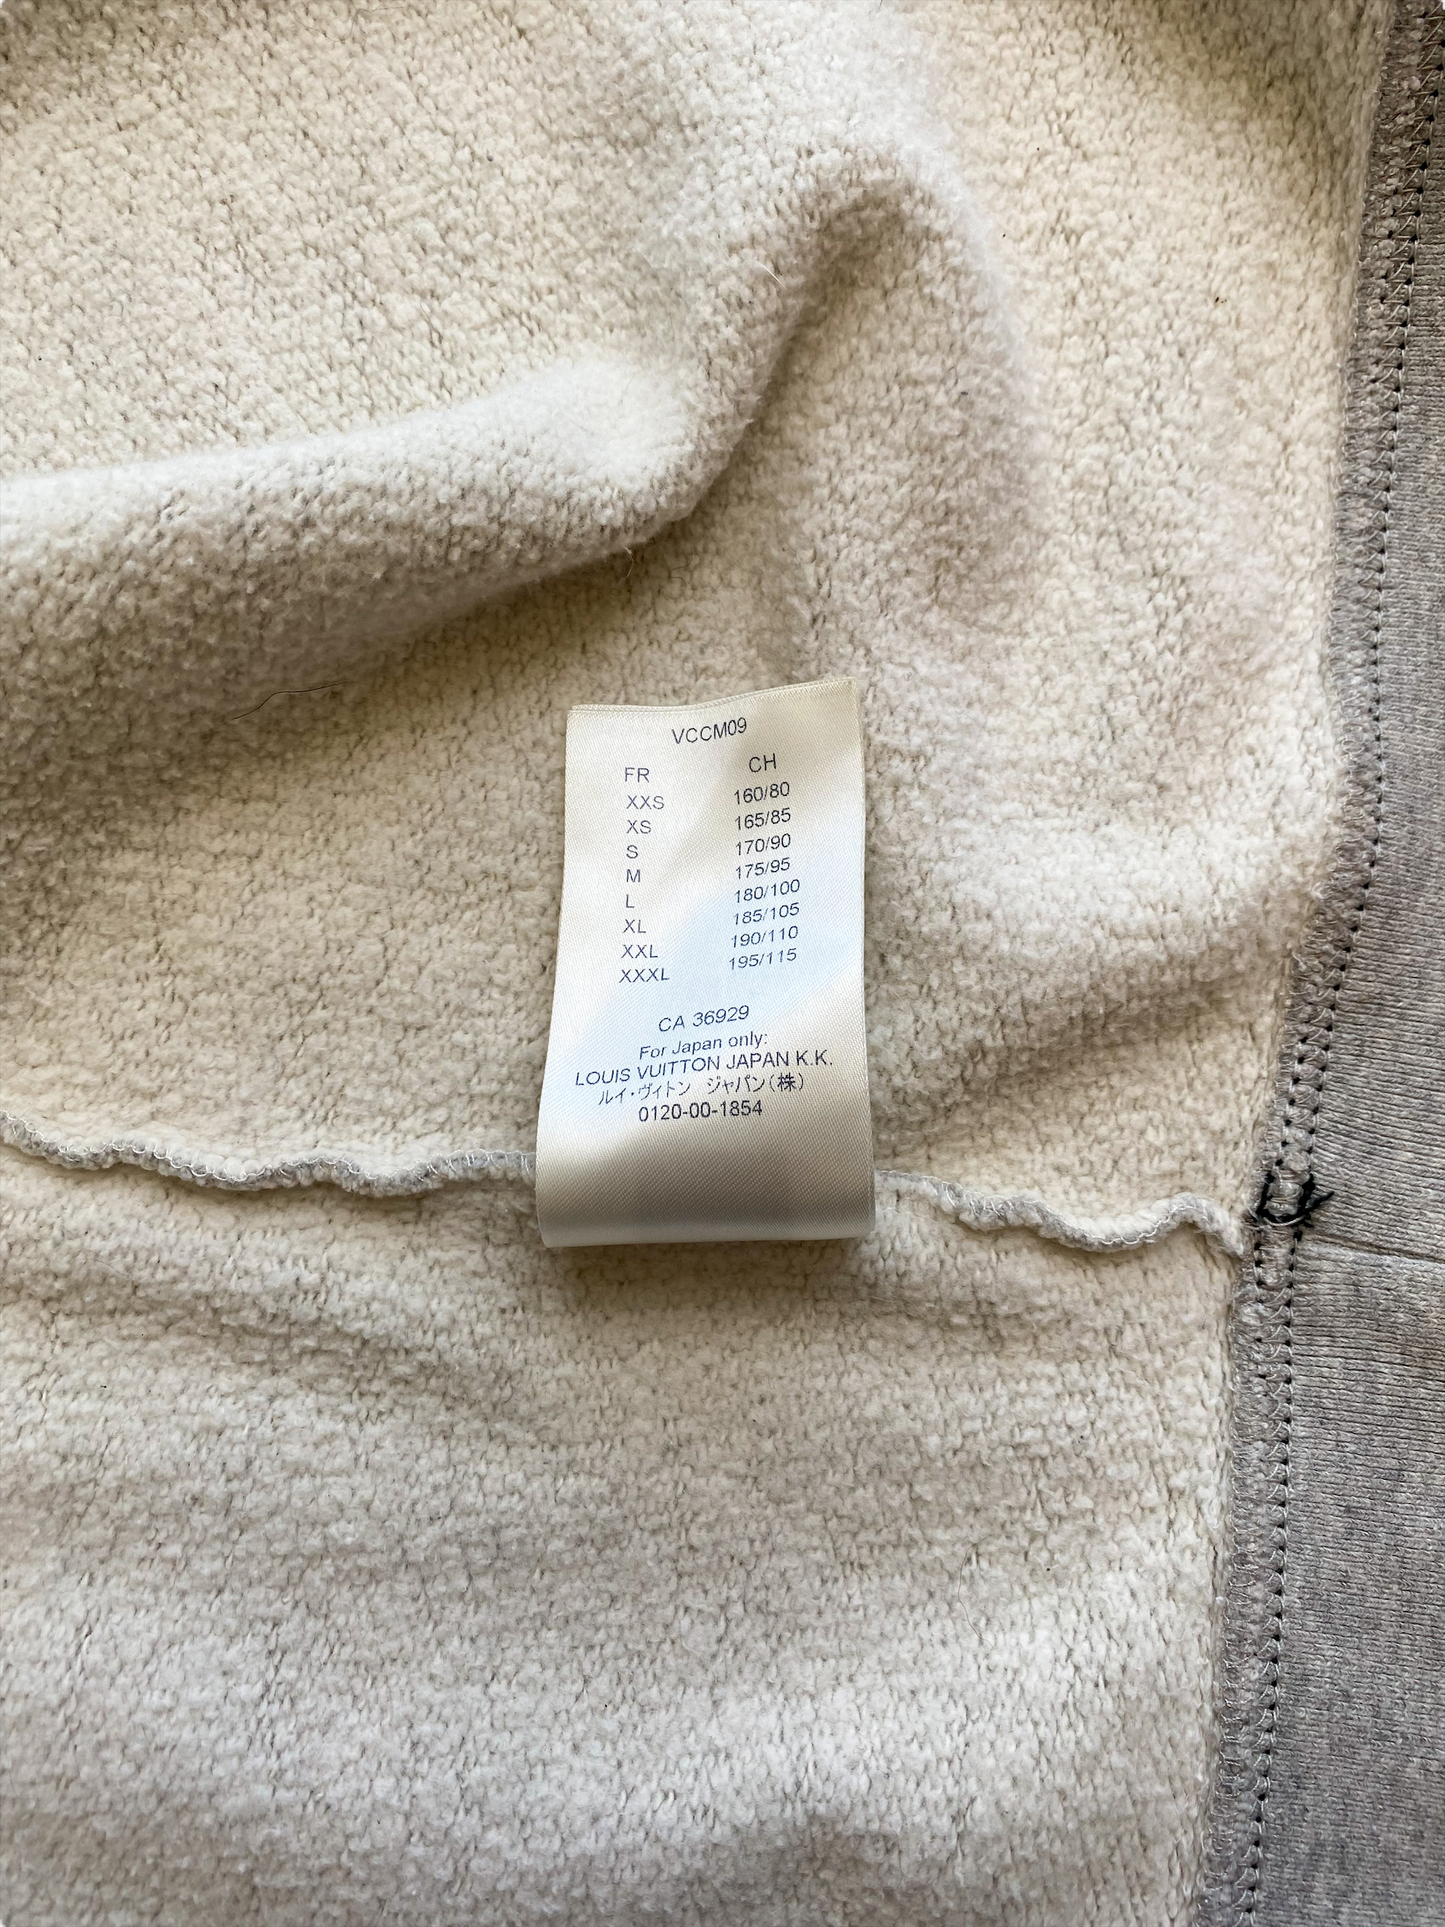 VCCM09
FR CH
XXS 160/80
XS 165/85
S 170/90
M 175/95
L 180/100
XL 185/105
XXL 190/110
XXXL 195/115
CA 36929
For Japan only:
LOUIS VUITTON JAPAN K.K.
ルイ・ヴィトン ジャパン(株)
0120-00-1854